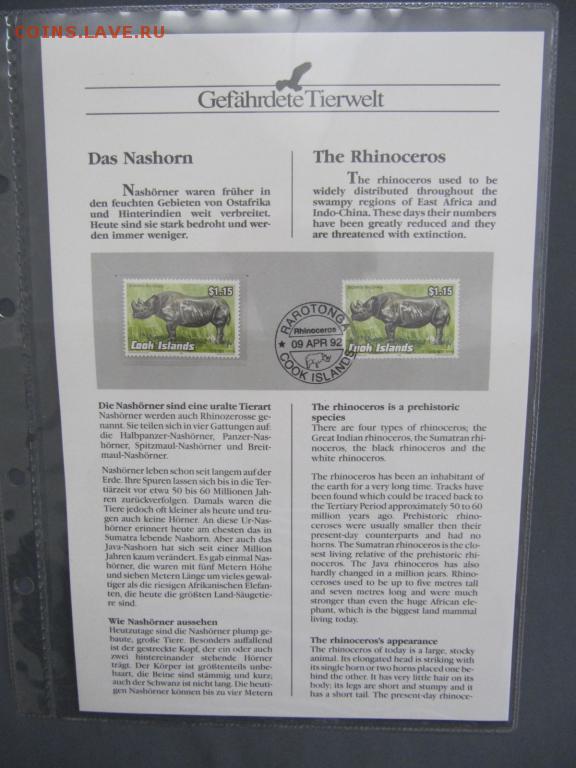 COINS.LAVE.RU
Gefährdete Tierwelt
Das Nashorn
Nashörner waren früher in
den feuchten Gebieten von Ostafrika
und Hinterindien weit verbreitet.
Heute sind sie stark bedroht und wer-
den immer weniger.
The Rhinoceros
The rhinoceros used to be
widely distributed throughout the
swampy regions of East Africa and
Indo-China. These days their numbers
have been greatly reduced and they
are threatened with extinction.
$1.15
Cook Islands
$1.15
Cook Islands
RAROTONGA
Rhinoceros
★ 09 APR 92
COOK ISLANDS
Die Nashörner sind eine uralte Tierart
Nashörner werden auch Rhinozerosse ge-
nannt. Sie teilen sich in vier Gattungen auf:
die Halbpanzer-Nashörner, Panzer-Nas-
hörner, Spitzmaul-Nashörner und Breit-
maul-Nashörner.
Nashörner leben schon seit langem auf der
Erde. Ihre Spuren lassen sich bis in die Ter-
tiärzeit vor etwa 50 bis 60 Millionen Jah-
ren zurückverfolgen. Damals waren die
Tiere jedoch oft kleiner als heute und tru-
gen auch keine Hörner. An diese Ur-Nas-
hörner erinnert heute am chesten das in
Sumatra lebende Nashorn. Aber auch das
Java-Nashorn hat sich seit einer Million
Jahren kaum verändert. Es gab einmal Nas-
hörner, die waren mit fünf Metern Höhe
und sieben Metern Länge um vieles gewal-
tiger als die riesigen Afrikanischen Elefan-
ten, die heute die größten Land-Säugetie-
re sind.
Wie Nashörner aussehen
Heutzutage sind die Nashörner plump ge-
baute, große Tiere. Besonders auffallend
ist der gestreckte Kopf, der ein oder auch
zwei hintereinander stehende Hörner
trägt. Der Körper ist größtenteils unbe-
haart, die Beine sind stämmig und kurz;
auch der Schwanz ist nicht lang. Die heuti-
gen Nashörner können bis zu vier Metern
The rhinoceros is a prehistoric
species
There are four types of rhinoceros; the
Great Indian rhinoceros, the Sumatran rhi-
noceros, the black rhinoceros and the
white rhinoceros.
The rhinoceros has been an inhabitant of
the earth for a very long time. Tracks have
been found which could be traced back to
the Tertiary Period approximately 50 to 60
million years ago. Prehistoric rhino-
ceroses were usually smaller then their
present-day counterparts and had no
horns. The Sumatran rhinoceros is the clo-
sest living relative of the prehistoric rhi-
noceros. The Java rhinoceros has also
hardly changed in a million jears. Rhino-
ceroses used to be up to five metres tall
and seven metres long and were much
stronger than even the huge African ele-
phant, which is the biggest land mammal
living today.
The rhinoceros's appearance
The rhinoceros of today is a large, stocky
animal. Its elongated head is striking with
its single horn or two horns placed one be-
hind the other. It has very little hair on its
body; its legs are short and stumpy and it
has a short tail. The present-day rhinoce-